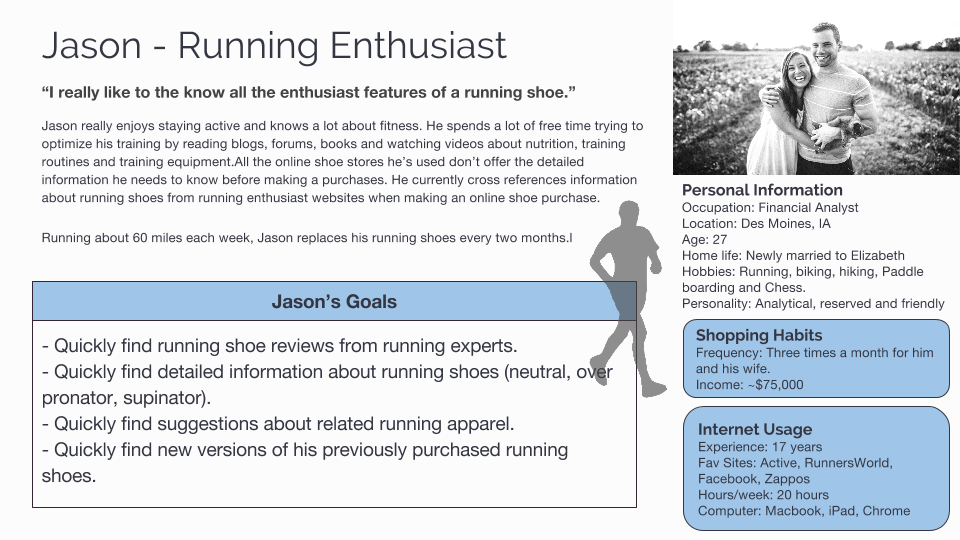 Jason - Running Enthusiast
“I really like to the know all the enthusiast features of a running shoe.”
Jason really enjoys staying active and knows a lot about fitness. He spends a lot of free time trying to
optimize his training by reading blogs, forums, books and watching videos about nutrition, training
routines and training equipment.All the online shoe stores he’s used don’t offer the detailed
information he needs to know before making a purchases. He currently cross references information
about running shoes from running enthusiast websites when making an online shoe purchase.
Running about 60 miles each week, Jason replaces his running shoes every two months.l
Jason’s Goals
- Quickly find running shoe reviews from running experts.
- Quickly find detailed information about running shoes (neutral, over
pronator, supinator).
- Quickly find suggestions about related running apparel.
- Quickly find new versions of his previously purchased running
shoes.
Personal Information
Occupation: Financial Analyst
Location: Des Moines, IA
Age: 27
Home life: Newly married to Elizabeth
Hobbies: Running, biking, hiking, Paddle
boarding and Chess.
Personality: Analytical, reserved and friendly
Shopping Habits
Frequency: Three times a month for him
and his wife.
Income: ~$75,000
Internet Usage
Experience: 17 years
Fav Sites: Active, RunnersWorld,
Facebook, Zappos
Hours/week: 20 hours
Computer: Macbook, iPad, Chrome